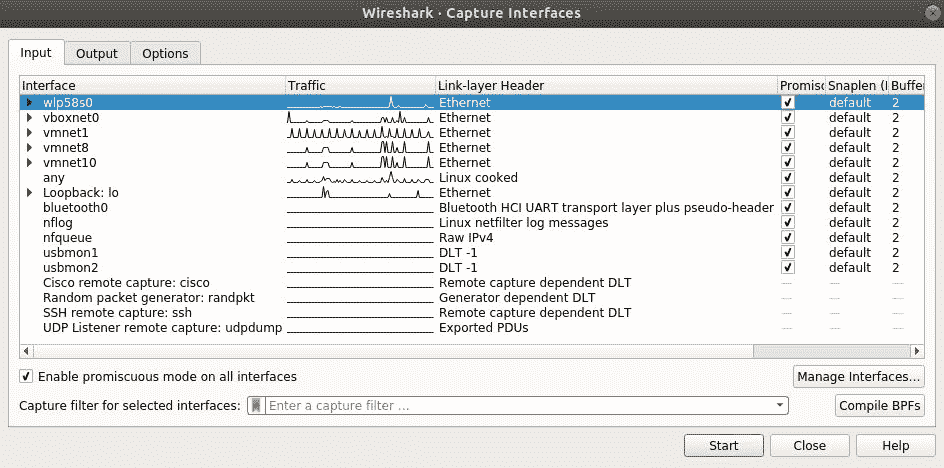 Wireshark · Capture Interfaces
Input Output Options
Interface Traffic Link-layer Header Promisc Snaplen ( Buffe
wlp58s0 Ethernet default 2
vboxnet0 Ethernet default 2
vmnet1 Ethernet default 2
vmnet8 Ethernet default 2
vmnet10 Ethernet default 2
any Linux cooked default 2
Loopback: lo Ethernet default 2
bluetooth0 Bluetooth HCI UART transport layer plus pseudo-header default 2
nflog Linux netfilter log messages default 2
nfqueue Raw IPv4 default 2
usbmon1 DLT -1 default 2
usbmon2 DLT -1 default 2
Cisco remote capture: cisco Remote capture dependent DLT — — —
Random packet generator: randpkt Generator dependent DLT — — —
SSH remote capture: ssh Remote capture dependent DLT — — —
UDP Listener remote capture: udpdump Exported PDUs — — —
Enable promiscuous mode on all interfaces Manage Interfaces...
Capture filter for selected interfaces: Enter a capture filter ... Compile BPFs
Start Close Help